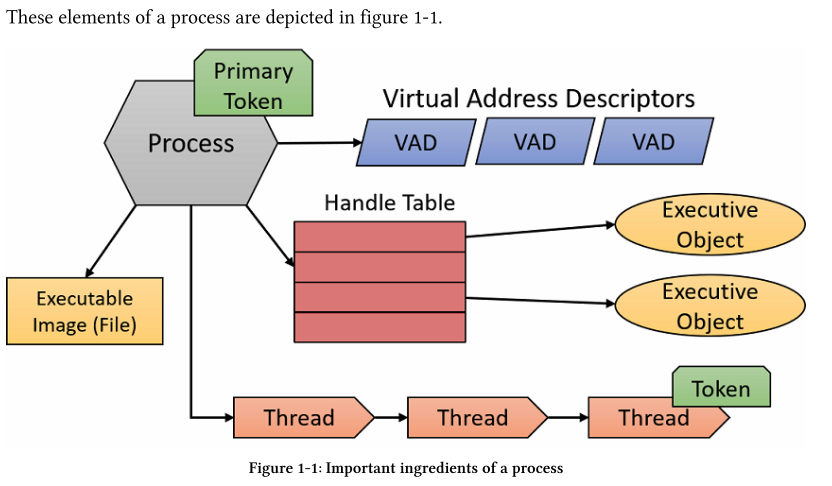 These elements of a process are depicted in figure 1-1.
Primary
Token
Process
Virtual Address Descriptors
VAD
VAD
VAD
Handle Table
Executive
Object
Executive
Object
Executable
Image (File)
Token
Thread
Thread
Thread
Figure 1-1: Important ingredients of a process